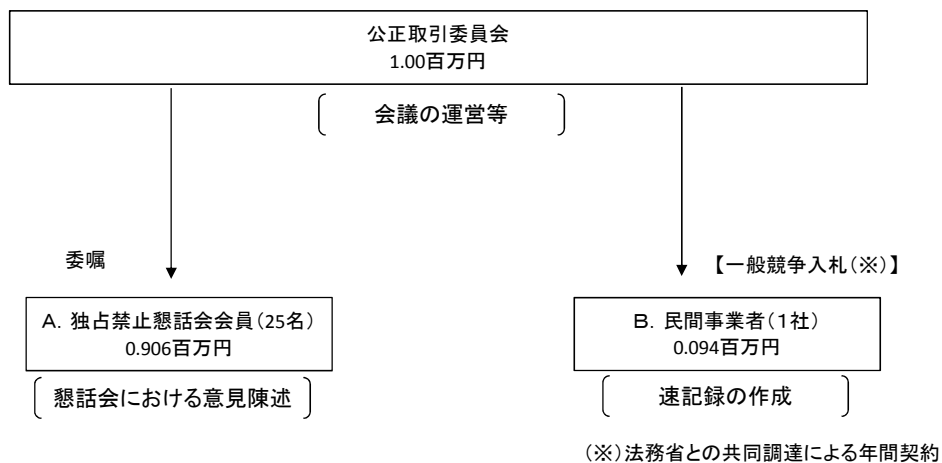 公正取引委員会
1.00百万円
会議の運営等
委嘱
【一般競争入札(※)】
A. 独占禁止懇話会会員(25名)
0.906百万円
懇話会における意見陳述
B. 民間事業者(1社)
0.094百万円
速記録の作成
(※)法務省との共同調達による年間契約